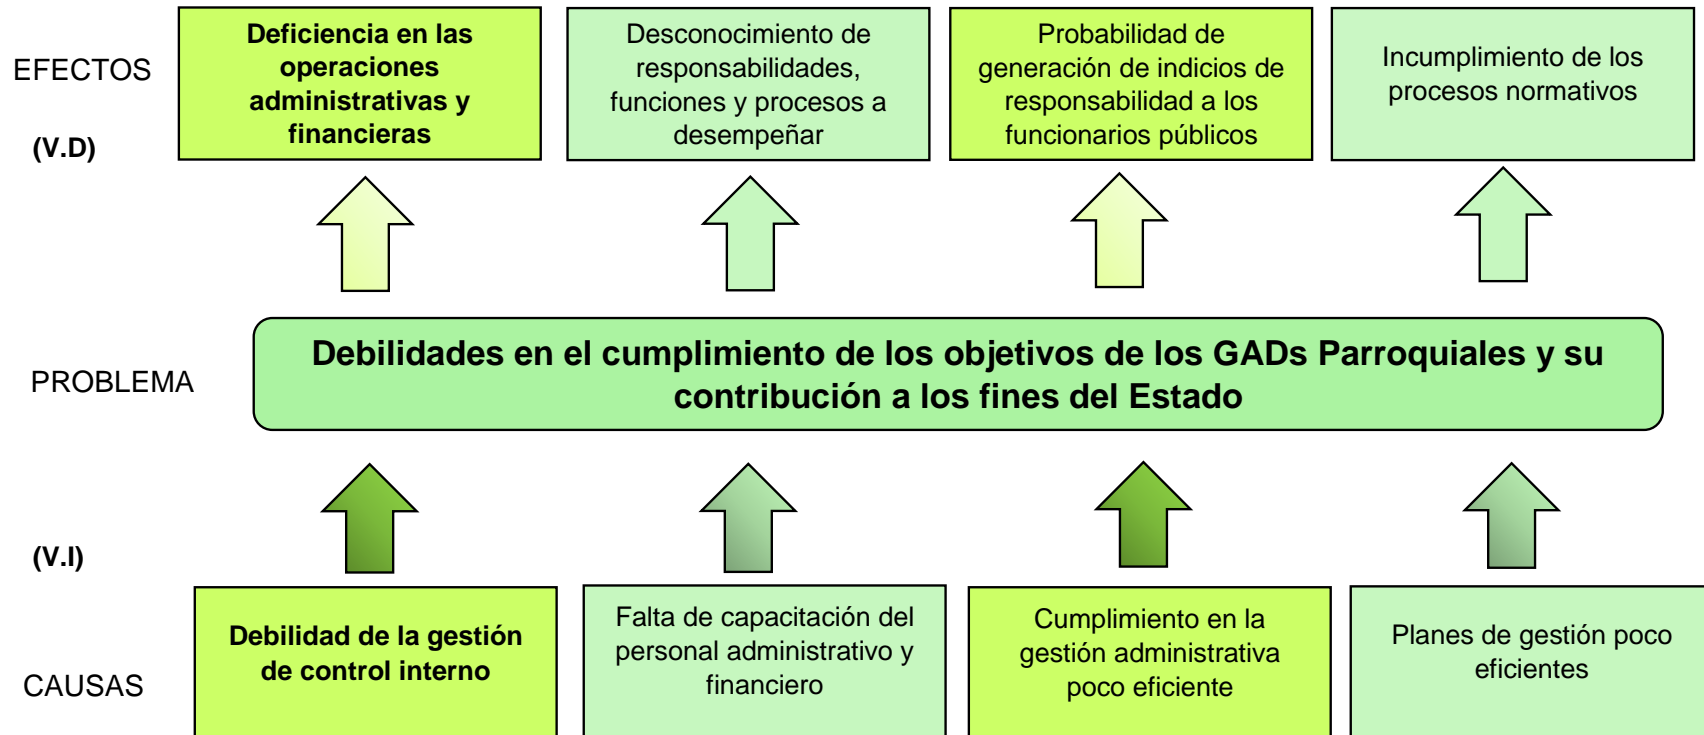 EFECTOS
(V.D)
Deficiencia en las
operaciones
administrativas y
financieras
Desconocimiento de
responsabilidades,
funciones y procesos a
desempeñar
Probabilidad de
generación de indicios de
responsabilidad a los
funcionarios públicos
Incumplimiento de los
procesos normativos
PROBLEMA
Debilidades en el cumplimiento de los objetivos de los GADs Parroquiales y su
contribución a los fines del Estado
(V.I)
CAUSAS
Debilidad de la gestión
de control interno
Falta de capacitación del
personal administrativo y
financiero
Cumplimiento en la
gestión administrativa
poco eficiente
Planes de gestión poco
eficientes